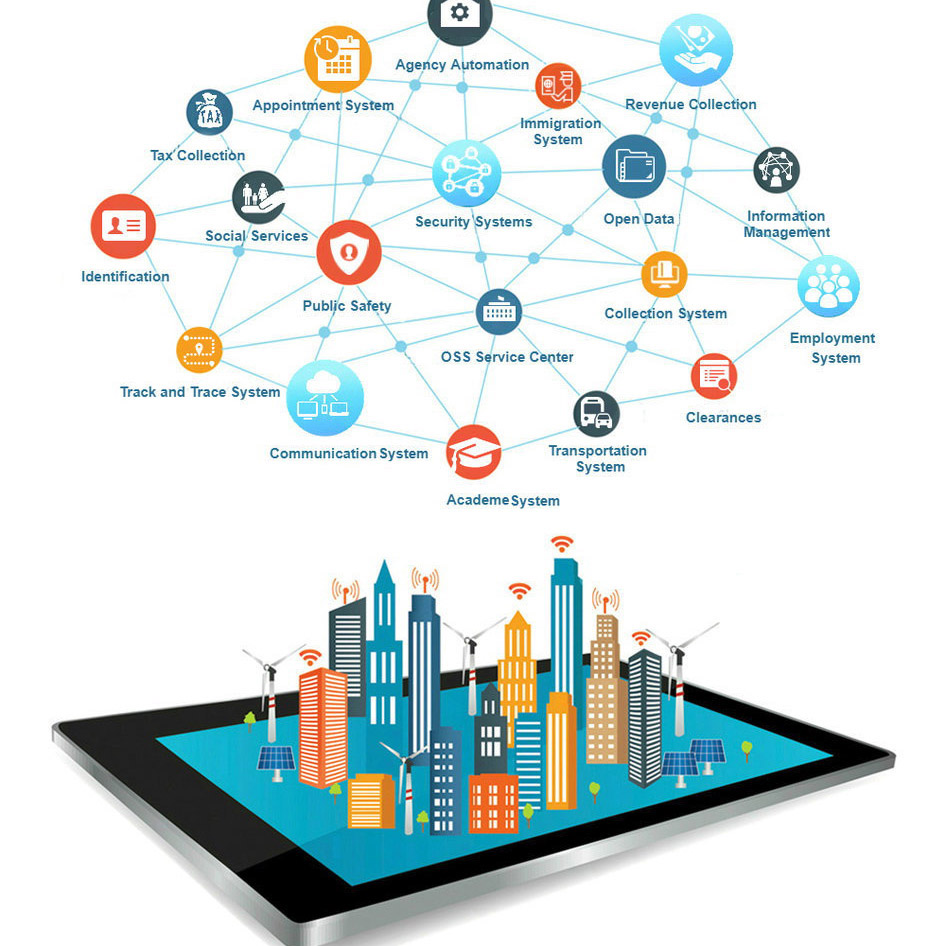 Agency Automation
Appointment System
Revenue Collection
Immigration
System
TAX
Tax Collection
Information
Management
Security Systems
Open Data
Social Services
Identification
Public Safety
Collection System
Employment
System
OSS Service Center
Track and Trace System
Clearances
Communication System
Transportation
System
Academe System